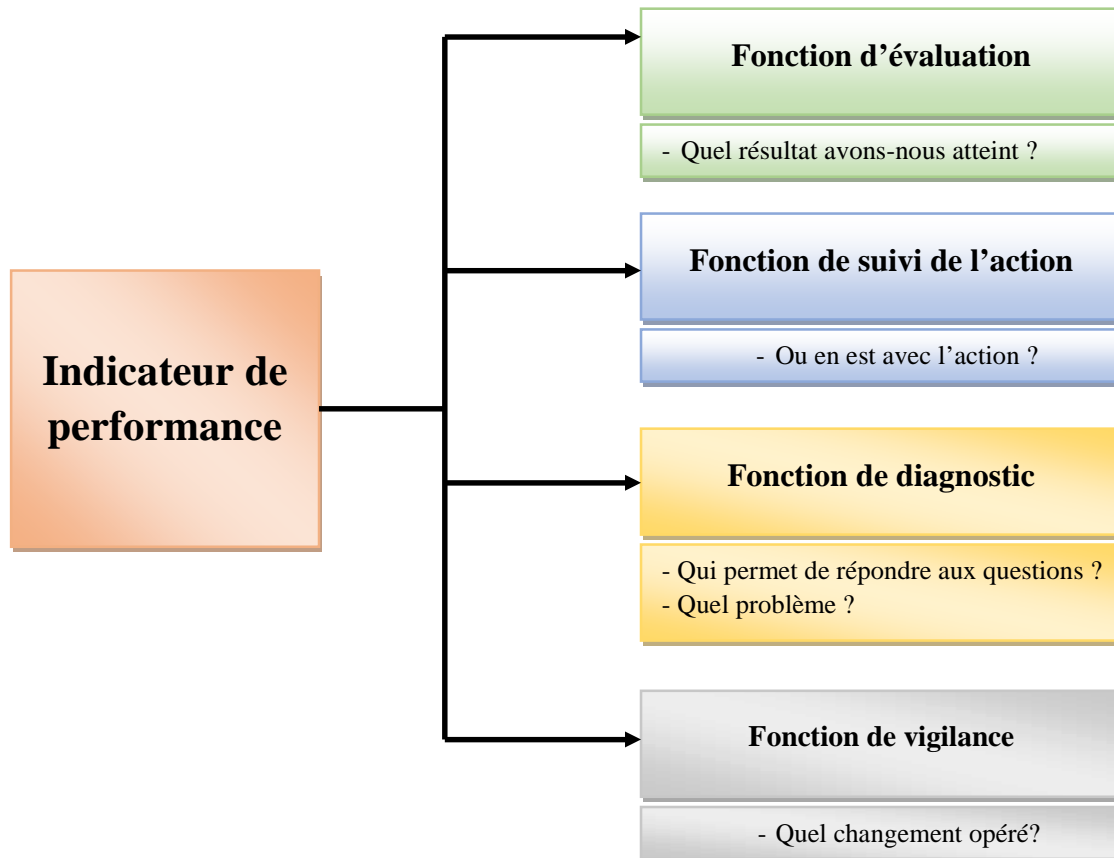 Indicateur de
performance
Fonction d’évaluation
- Quel résultat avons-nous atteint ?
Fonction de suivi de l’action
- Ou en est avec l’action ?
Fonction de diagnostic
- Qui permet de répondre aux questions ?
- Quel problème ?
Fonction de vigilance
- Quel changement opéré?